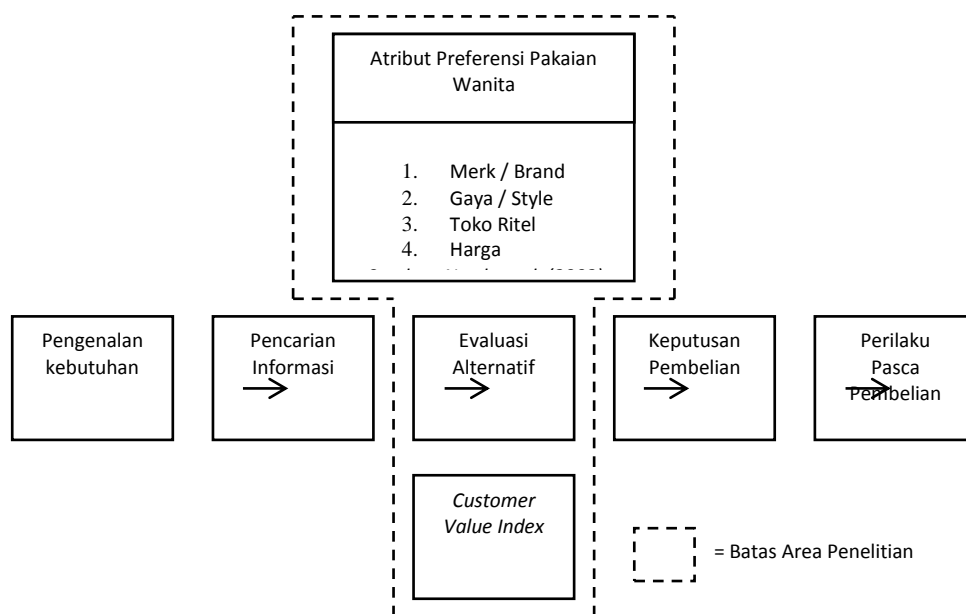 Atribut Preferensi Pakaian
Wanita
1. Merk / Brand
2. Gaya / Style
3. Toko Ritel
4. Harga
Pengenalan
kebutuhan
Pencarian
Informasi
Evaluasi
Alternatif
Keputusan
Pembelian
Perilaku
Pasca
Pembelian
Customer
Value Index
= Batas Area Penelitian